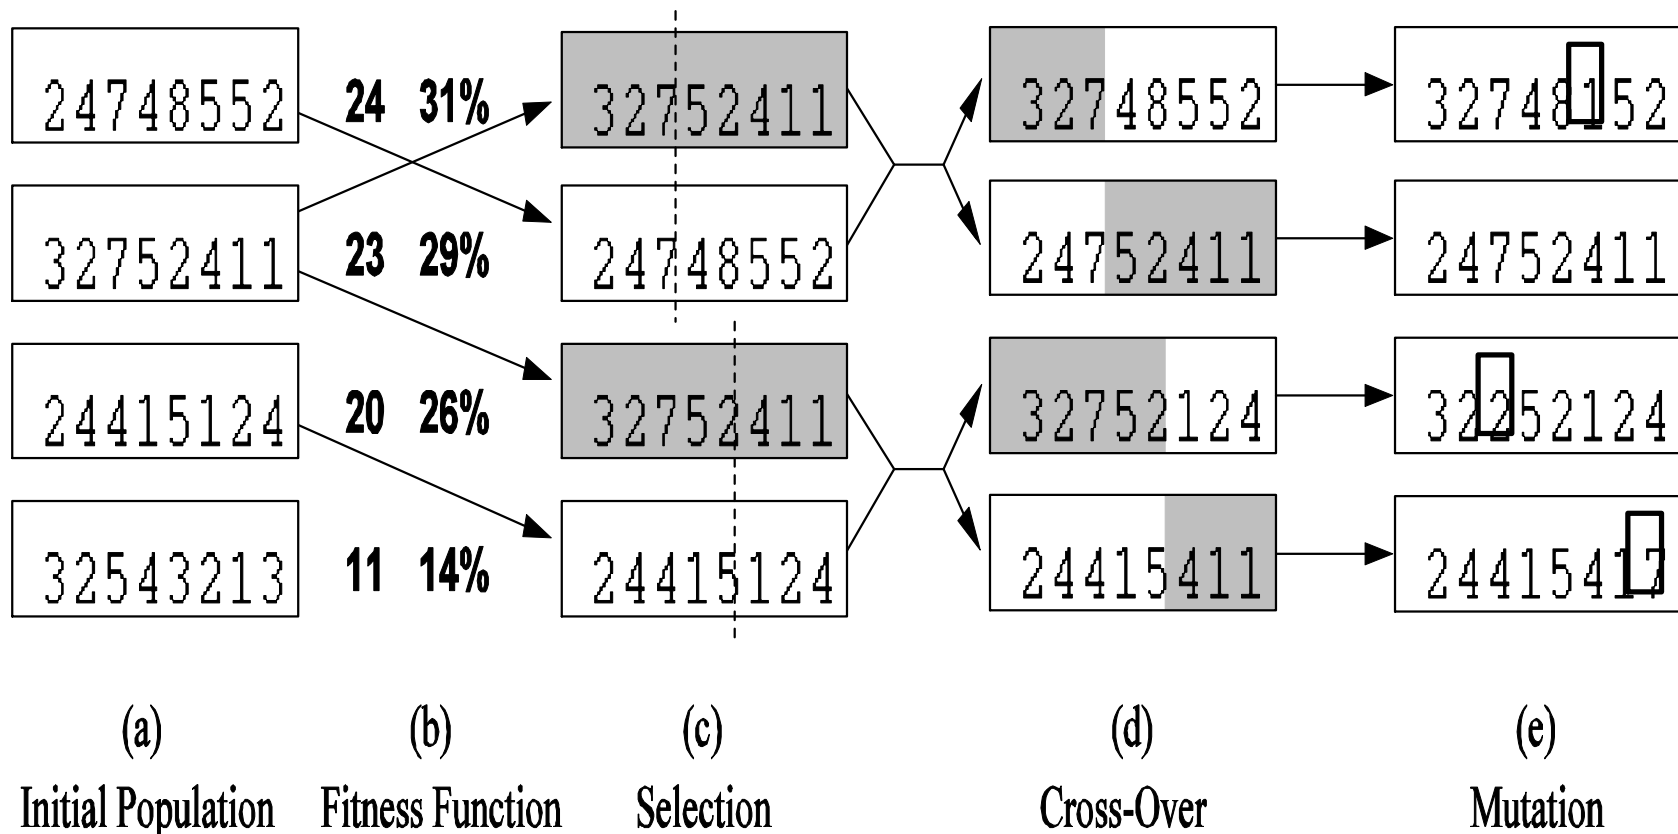 24748552 24 31% 32752411 32748552 32748152
32752411 23 29% 24748552 24752411 24752411
24415124 20 26% 32752411 32752124 32252124
32543213 11 14% 24415124 24415411 24415417
(a) (b) (c) (d) (e)
Initial Population Fitness Function Selection Cross-Over Mutation